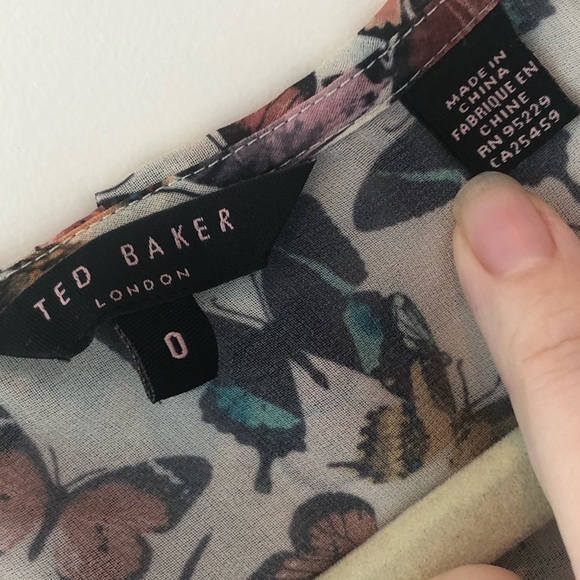 TED BAKER
LONDON
0
MADE IN
CHINA
FABRIQUE EN
CHINE
RN 95229
CA25459